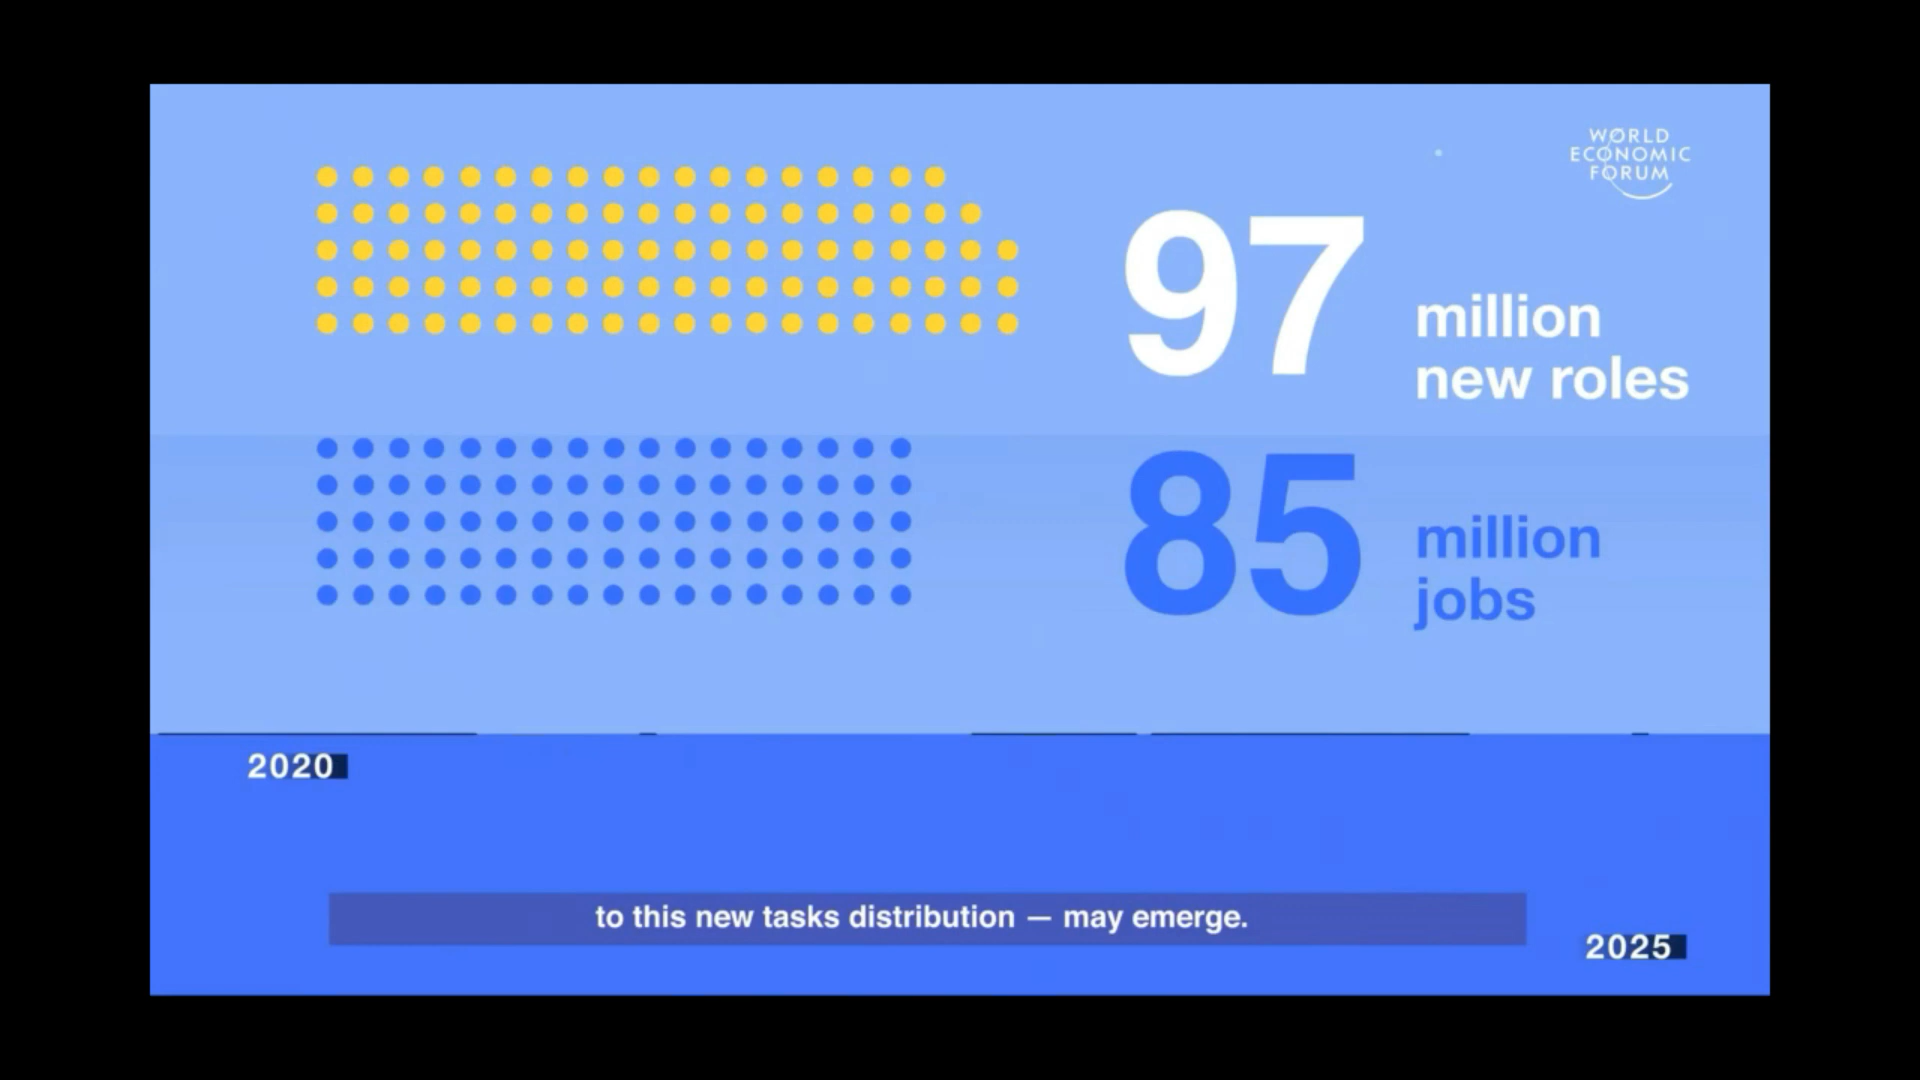 WORLD
ECONOMIC
FORUM
97
million
new roles
85
million
jobs
2020
to this new tasks distribution — may emerge.
2025